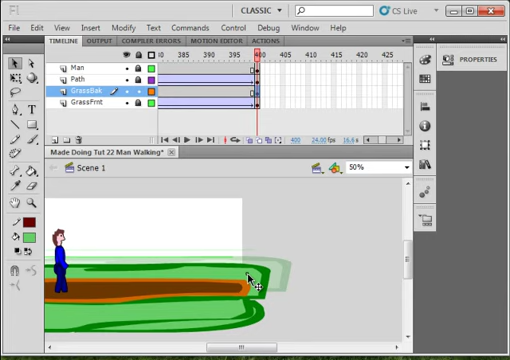 Fl CLASSIC CS Live
File Edit View Insert Modify Text Commands Control Debug Window Help
TIMELINE OUTPUT COMPILER ERRORS MOTION EDITOR ACTIONS
PROPERTIES
385 390 395 400 405 410 415 420 425
Man
Path
GrassBak
GrassFrnt
400 24.00 fps 16.6 s
Made Doing Tut 22 Man Walking*
Scene 1
50%